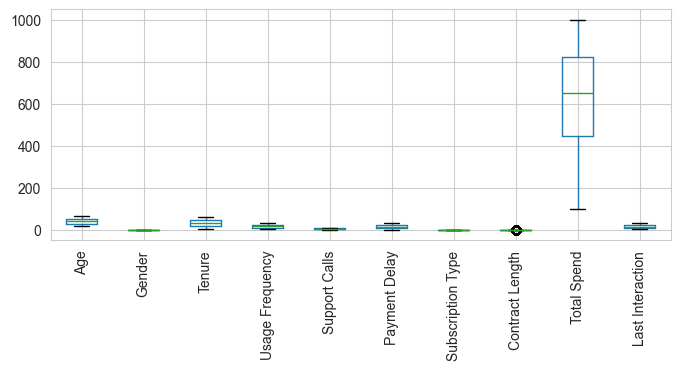 1000
800
600
400
200
0
Age
Gender
Tenure
Usage Frequency
Support Calls
Payment Delay
Subscription Type
Contract Length
Total Spend
Last Interaction